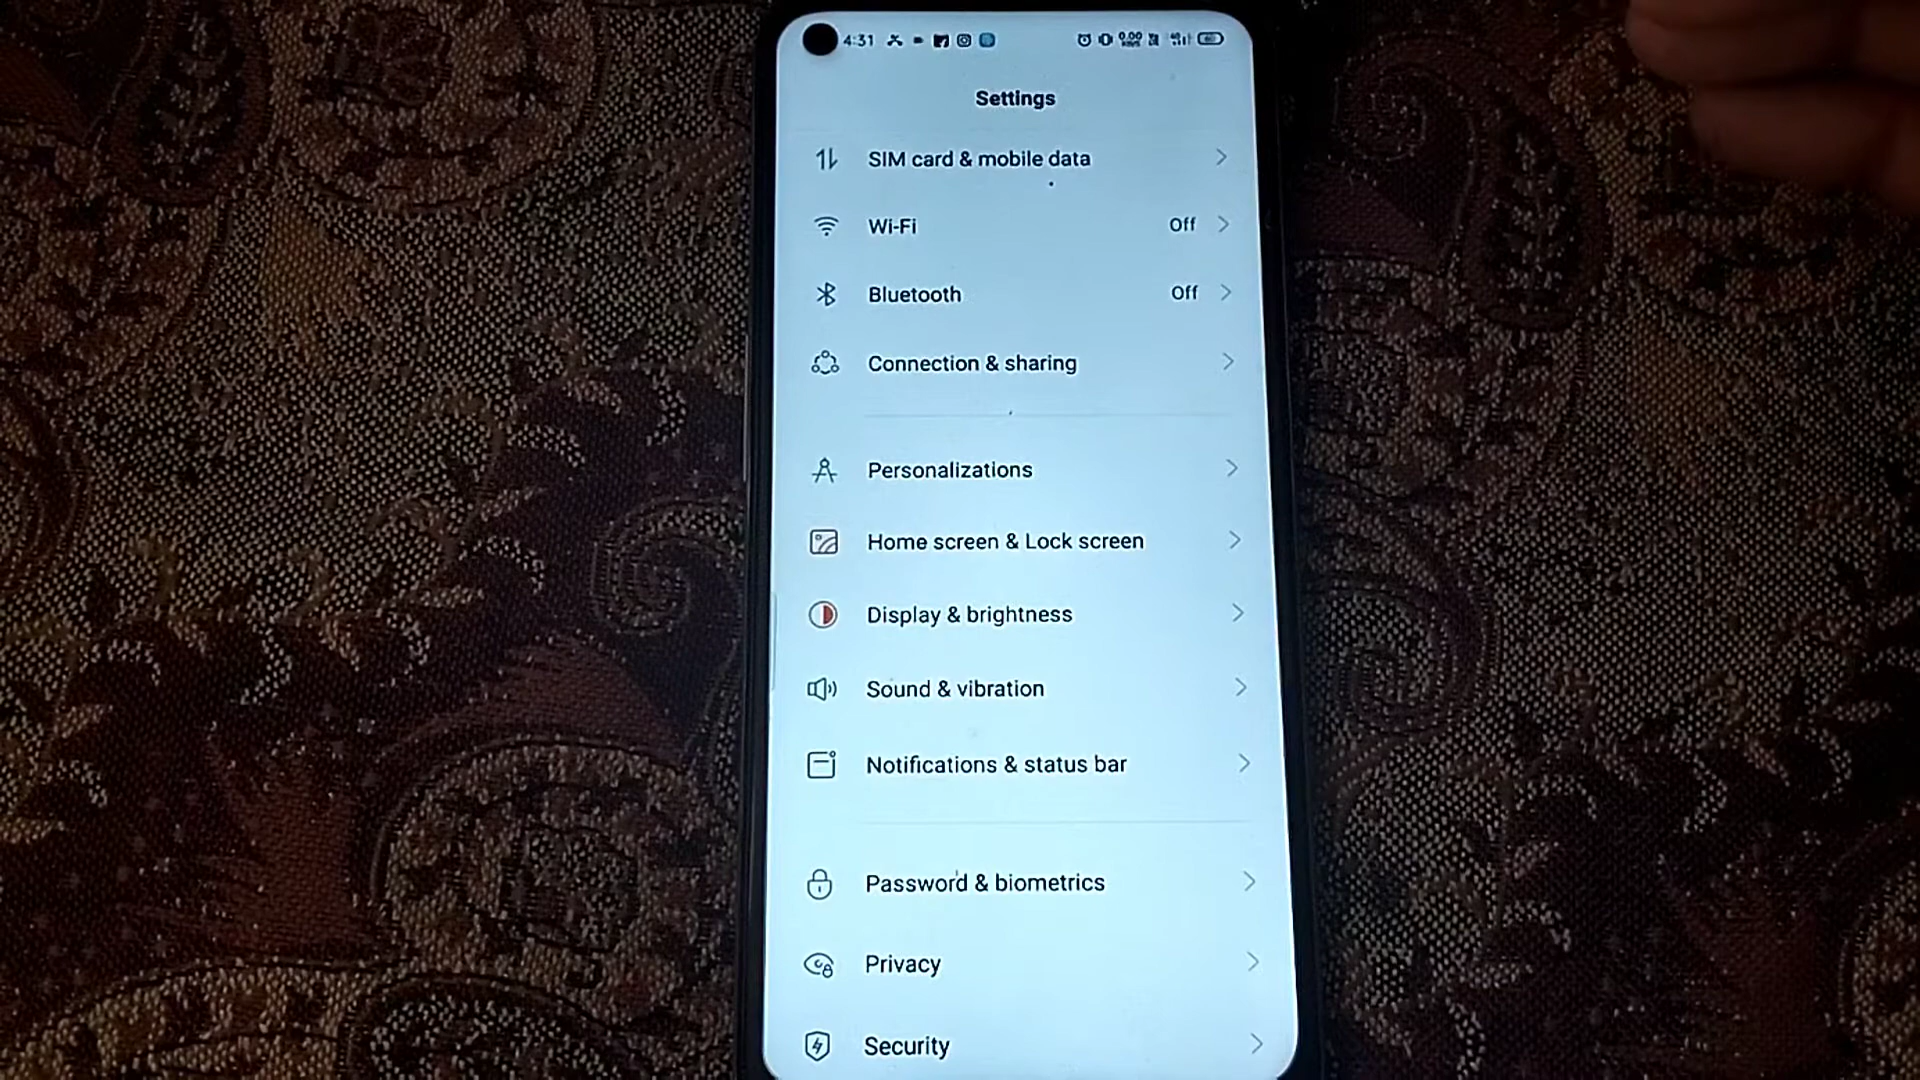 4:31
Settings
SIM card & mobile data
Wi-Fi Off
Bluetooth Off
Connection & sharing
Personalizations
Home screen & Lock screen
Display & brightness
Sound & vibration
Notifications & status bar
Password & biometrics
Privacy
Security